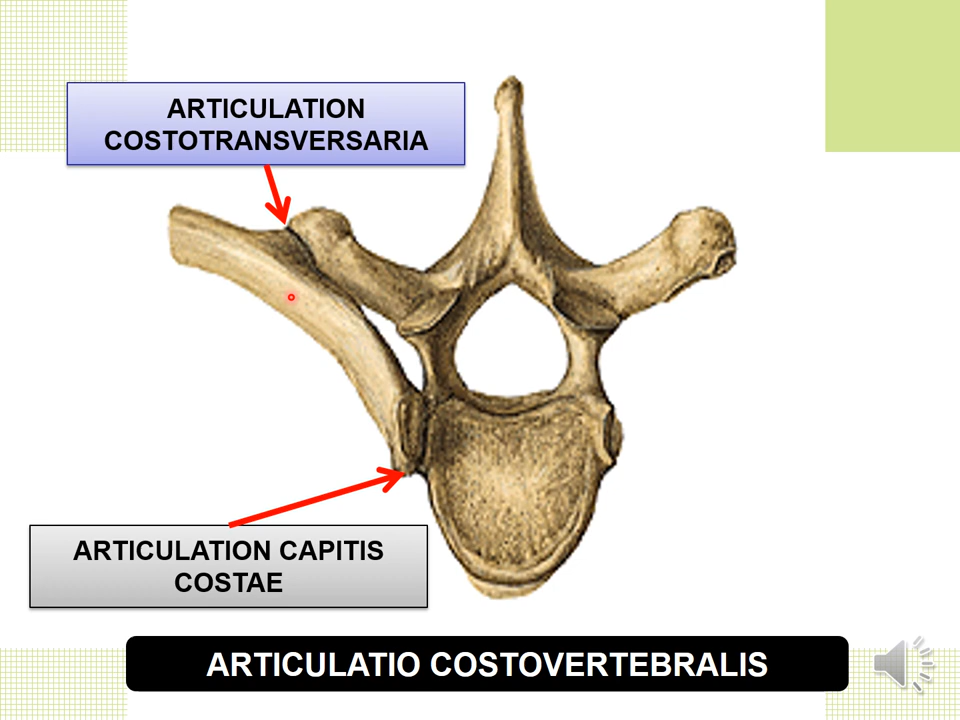 ARTICULATION
COSTOTRANSVERSARIA
ARTICULATION CAPITIS
COSTAE
ARTICULATIO COSTOVERTEBRALIS